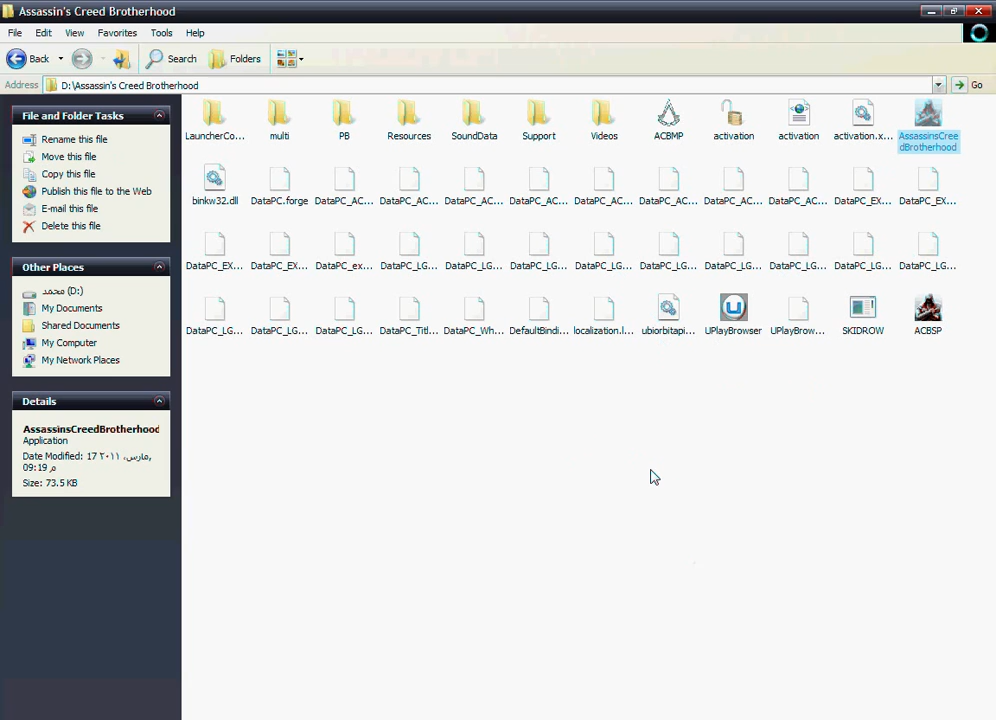 Assassin's Creed Brotherhood
File Edit View Favorites Tools Help
Back Search Folders
Address D:\Assassin's Creed Brotherhood Go
File and Folder Tasks
Rename this file
Move this file
Copy this file
Publish this file to the Web
E-mail this file
Delete this file
Other Places
محمد (D:)
My Documents
Shared Documents
My Computer
My Network Places
Details
AssassinsCreedBrotherhood
Application
Date Modified: 17 مارس، ٢٠١١,
09:19 م
Size: 73.5 KB
LauncherCo... multi PB Resources SoundData Support Videos ACBMP activation activation activation.x... AssassinsCree
dBrotherhood
binkw32.dll DataPC.forge DataPC_AC... DataPC_AC... DataPC_AC... DataPC_AC... DataPC_AC... DataPC_AC... DataPC_AC... DataPC_AC... DataPC_EX... DataPC_EX...
DataPC_EX... DataPC_EX... DataPC_ex... DataPC_LG... DataPC_LG... DataPC_LG... DataPC_LG... DataPC_LG... DataPC_LG... DataPC_LG... DataPC_LG... DataPC_LG...
DataPC_LG... DataPC_LG... DataPC_LG... DataPC_Titl... DataPC_Wh... DefaultBindi... localization.l... ubiorbitapi... UPlayBrowser UPlayBrow... SKIDROW ACBSP